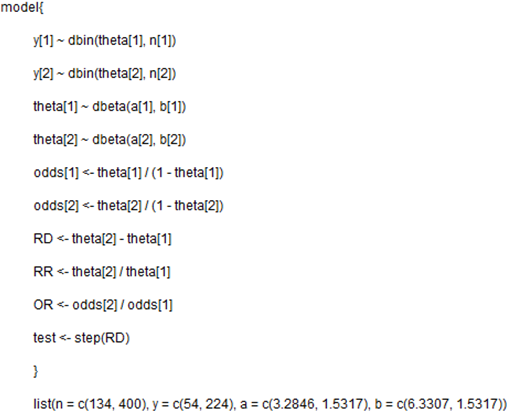 model{
y[1] ~ dbin(theta[1], n[1])
y[2] ~ dbin(theta[2], n[2])
theta[1] ~ dbeta(a[1], b[1])
theta[2] ~ dbeta(a[2], b[2])
odds[1] <- theta[1] / (1 - theta[1])
odds[2] <- theta[2] / (1 - theta[2])
RD <- theta[2] - theta[1]
RR <- theta[2] / theta[1]
OR <- odds[2] / odds[1]
test <- step(RD)
}
list(n = c(134, 400), y = c(54, 224), a = c(3.2846, 1.5317), b = c(6.3307, 1.5317))